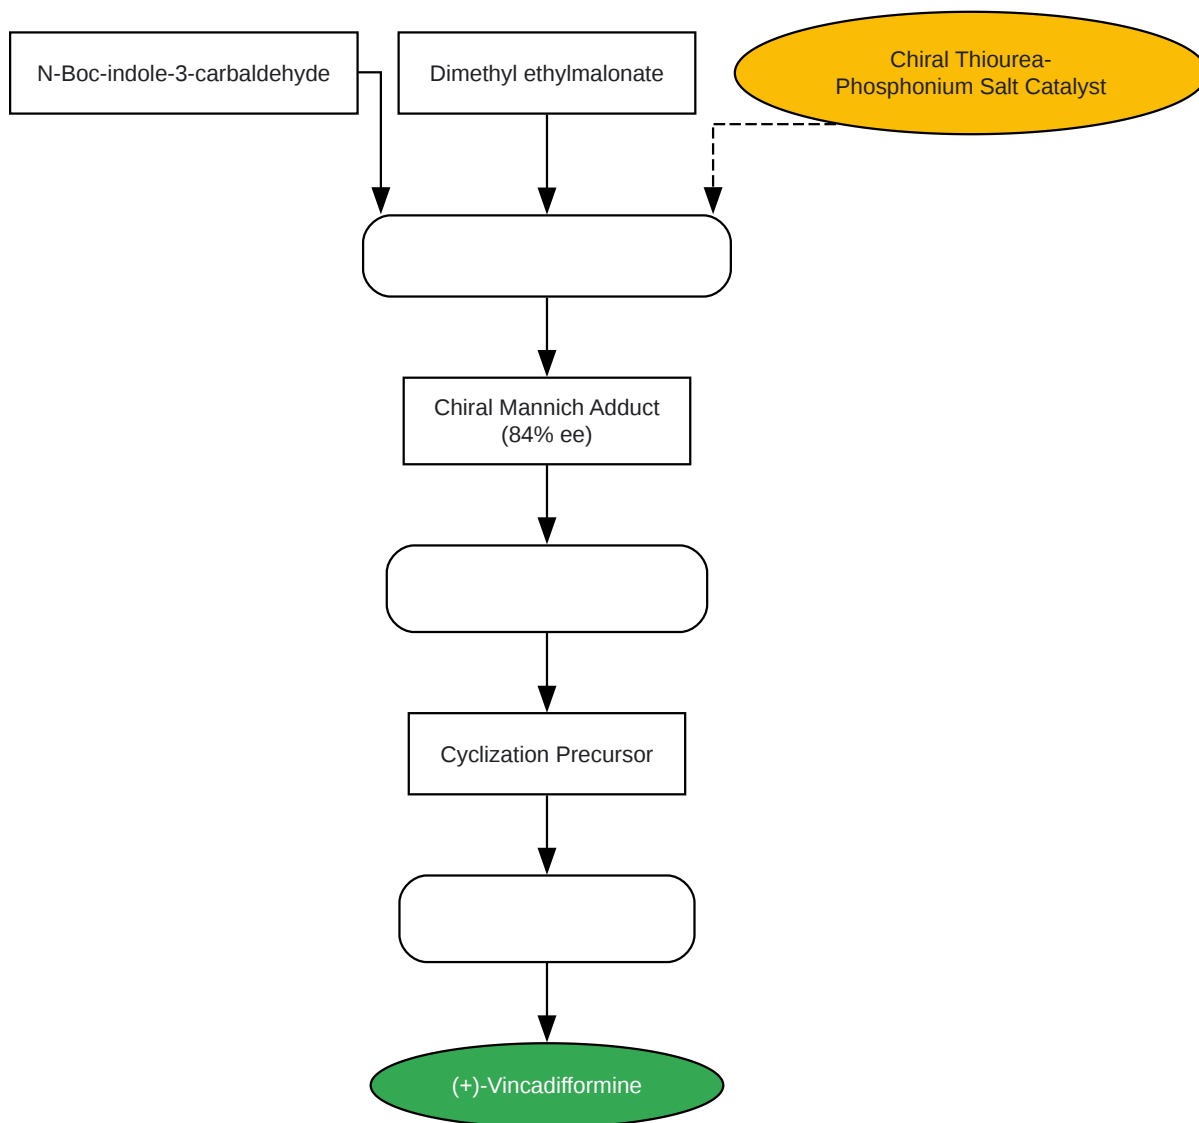 N-Boc-indole-3-carbaldehyde
Dimethyl ethylmalonate
Chiral Thiourea-
Phosphonium Salt Catalyst
Chiral Mannich Adduct
(84% ee)
Cyclization Precursor
(+)-Vincadifformine